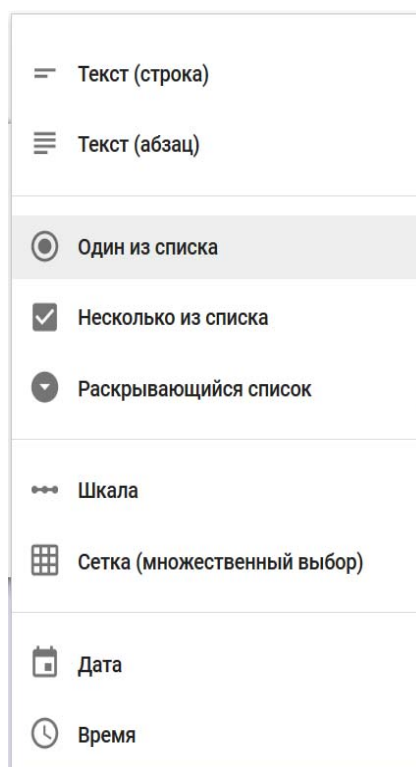 Текст (строка)
Текст (абзац)
Один из списка
Несколько из списка
Раскрывающийся список
Шкала
Сетка (множественный выбор)
Дата
Время